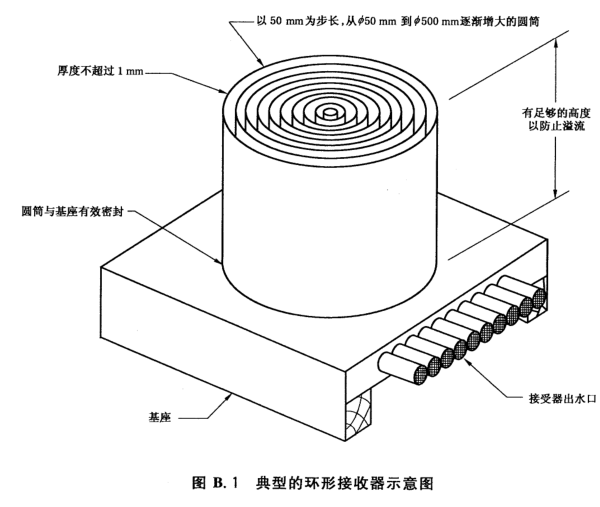 以 50 mm为步长,从φ50 mm 到φ500 mm逐渐增大的圆筒
厚度不超过 1 mm
有足够的高度
以防止溢流
圆筒与基座有效密封
接受器出水口
基座
图 B.1 典型的环形接收器示意图